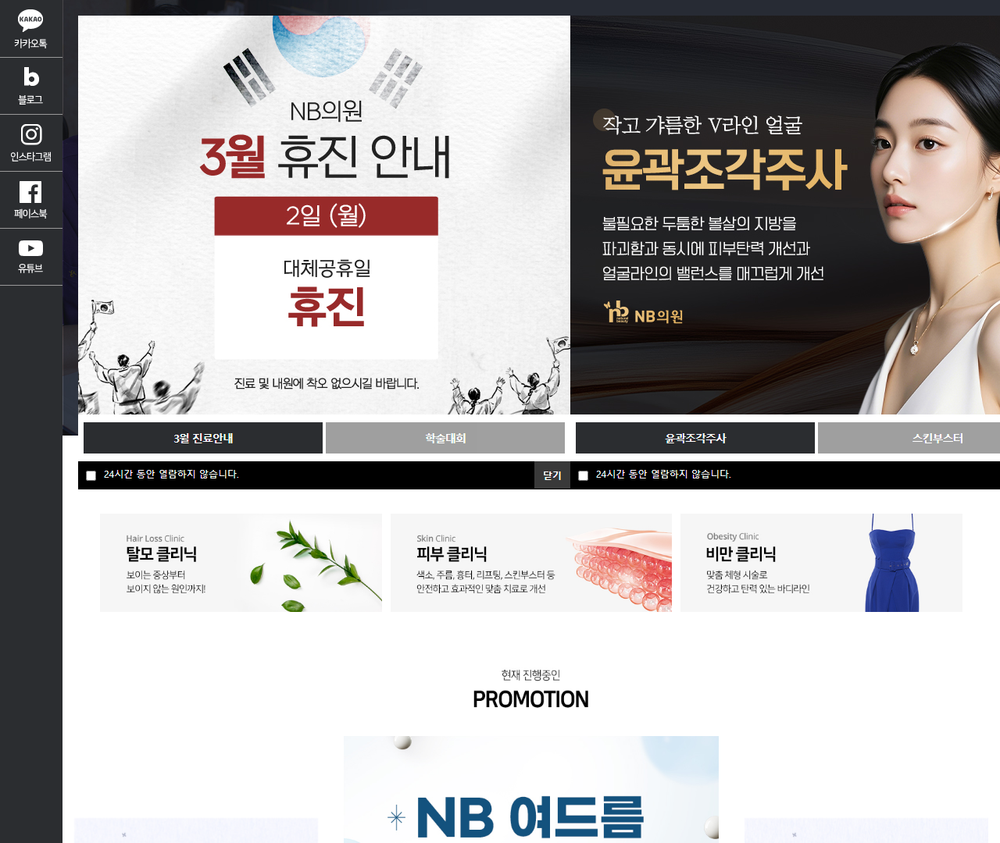 KAKAO
카카오톡
블로그
인스타그램
페이스북
유튜브
NB의원
3월 휴진 안내
2일 (월)
대체공휴일
휴진
진료 및 내원에 착오 없으시길 바랍니다.
작고 갸름한 V라인 얼굴
윤곽조각주사
불필요한 두툼한 볼살의 지방을
파괴함과 동시에 피부탄력 개선과
얼굴라인의 밸런스를 매끄럽게 개선
nb
natural
beauty
NB의원
3월 진료안내
학술대회
윤곽조각주사
스킨부스터
24시간 동안 열람하지 않습니다.
닫기
24시간 동안 열람하지 않습니다.
Hair Loss Clinic
탈모 클리닉
보이는 증상부터
보이지 않는 원인까지!
Skin Clinic
피부 클리닉
색소, 주름, 흉터, 리프팅, 스킨부스터 등
안전하고 효과적인 맞춤 치료로 개선
Obesity Clinic
비만 클리닉
맞춤 체형 시술로
건강하고 탄력 있는 바디라인
현재 진행중인
PROMOTION
NB 여드름